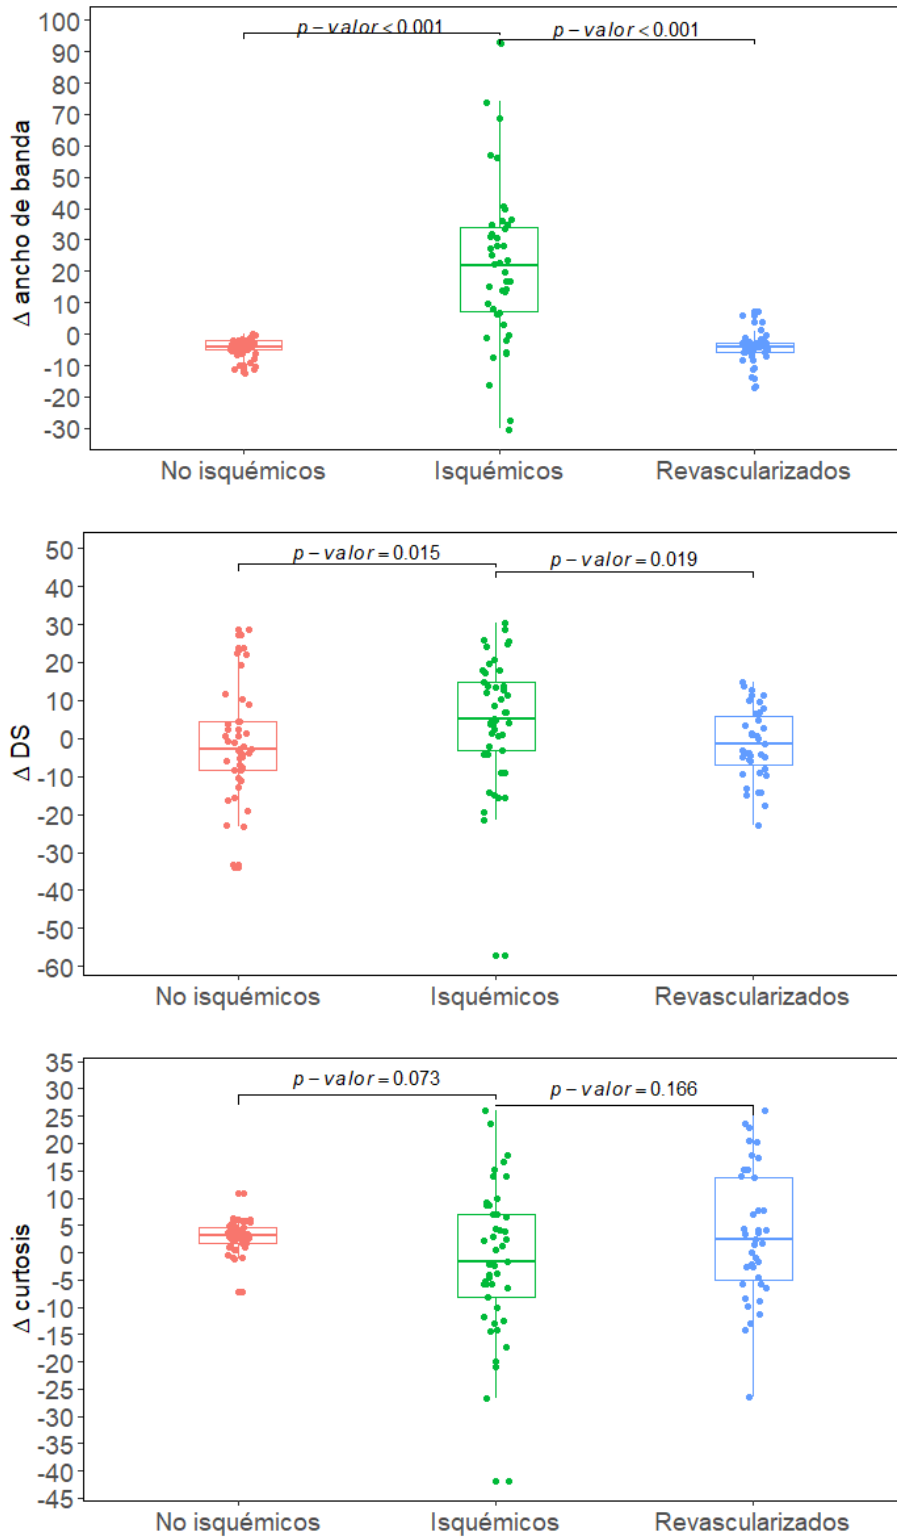 100
p − valor < 0.001
p − valor < 0.001
90
80
70
60
50
40
30
20
10
0
-10
-20
-30
Δ ancho de banda
No isquémicos
Isquémicos
Revascularizados
50
p − valor = 0.015
p − valor = 0.019
40
30
20
10
0
-10
-20
-30
-40
-50
-60
Δ DS
No isquémicos
Isquémicos
Revascularizados
35
p − valor = 0.073
p − valor = 0.166
30
25
20
15
10
5
0
-5
-10
-15
-20
-25
-30
-35
-40
-45
Δ curtosis
No isquémicos
Isquémicos
Revascularizados